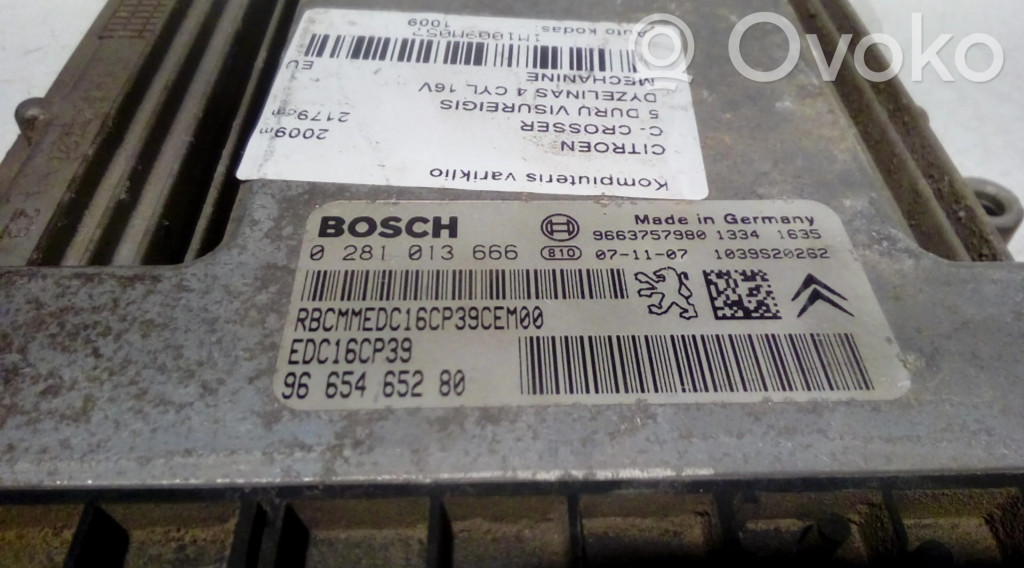 Ovoko
Kompiuteris variklio
CITROEN 2009m
C- CROSSER 2179cm
5 DURU VISUREIGIS
DYZELINAS 4 CYL 16V
MECHANINE EU
Auto kodas:
1009
BOSCH
Made in Germany
0 281 013 666
9663757980 1334 1635
810 07-11-07 1039S20262
RBCMMEDC16CP39CEM00
EDC16CP39
96 654 652 80